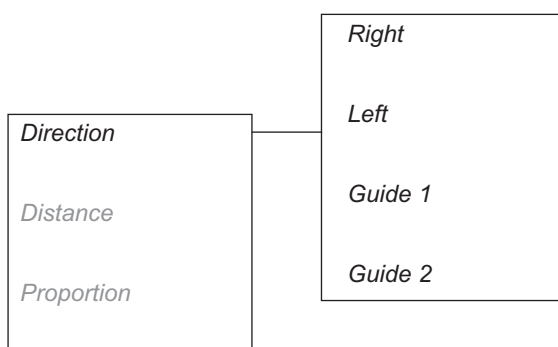 Direction
Distance
Proportion
Right
Left
Guide 1
Guide 2